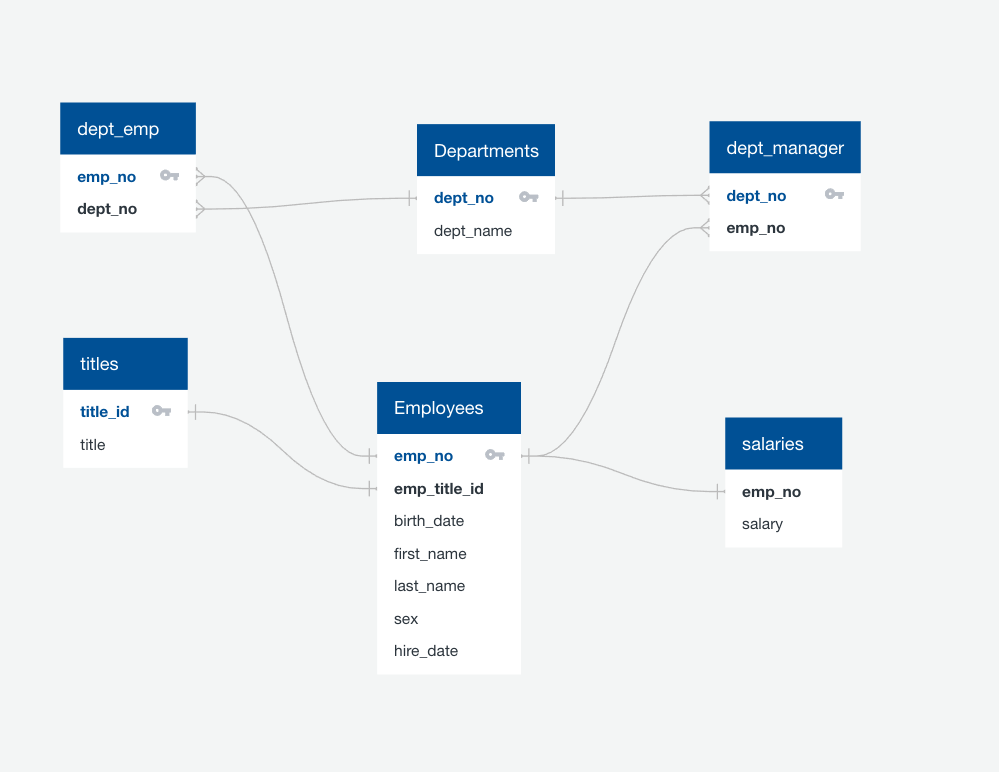 dept_emp
emp_no
dept_no
Departments
dept_no
dept_name
dept_manager
dept_no
emp_no
titles
title_id
title
Employees
emp_no
emp_title_id
birth_date
first_name
last_name
sex
hire_date
salaries
emp_no
salary